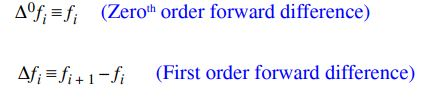 Δ⁰fᵢ ≡ fᵢ (Zeroᵗʰ order forward difference)
Δfᵢ ≡ fᵢ₊₁ − fᵢ (First order forward difference)